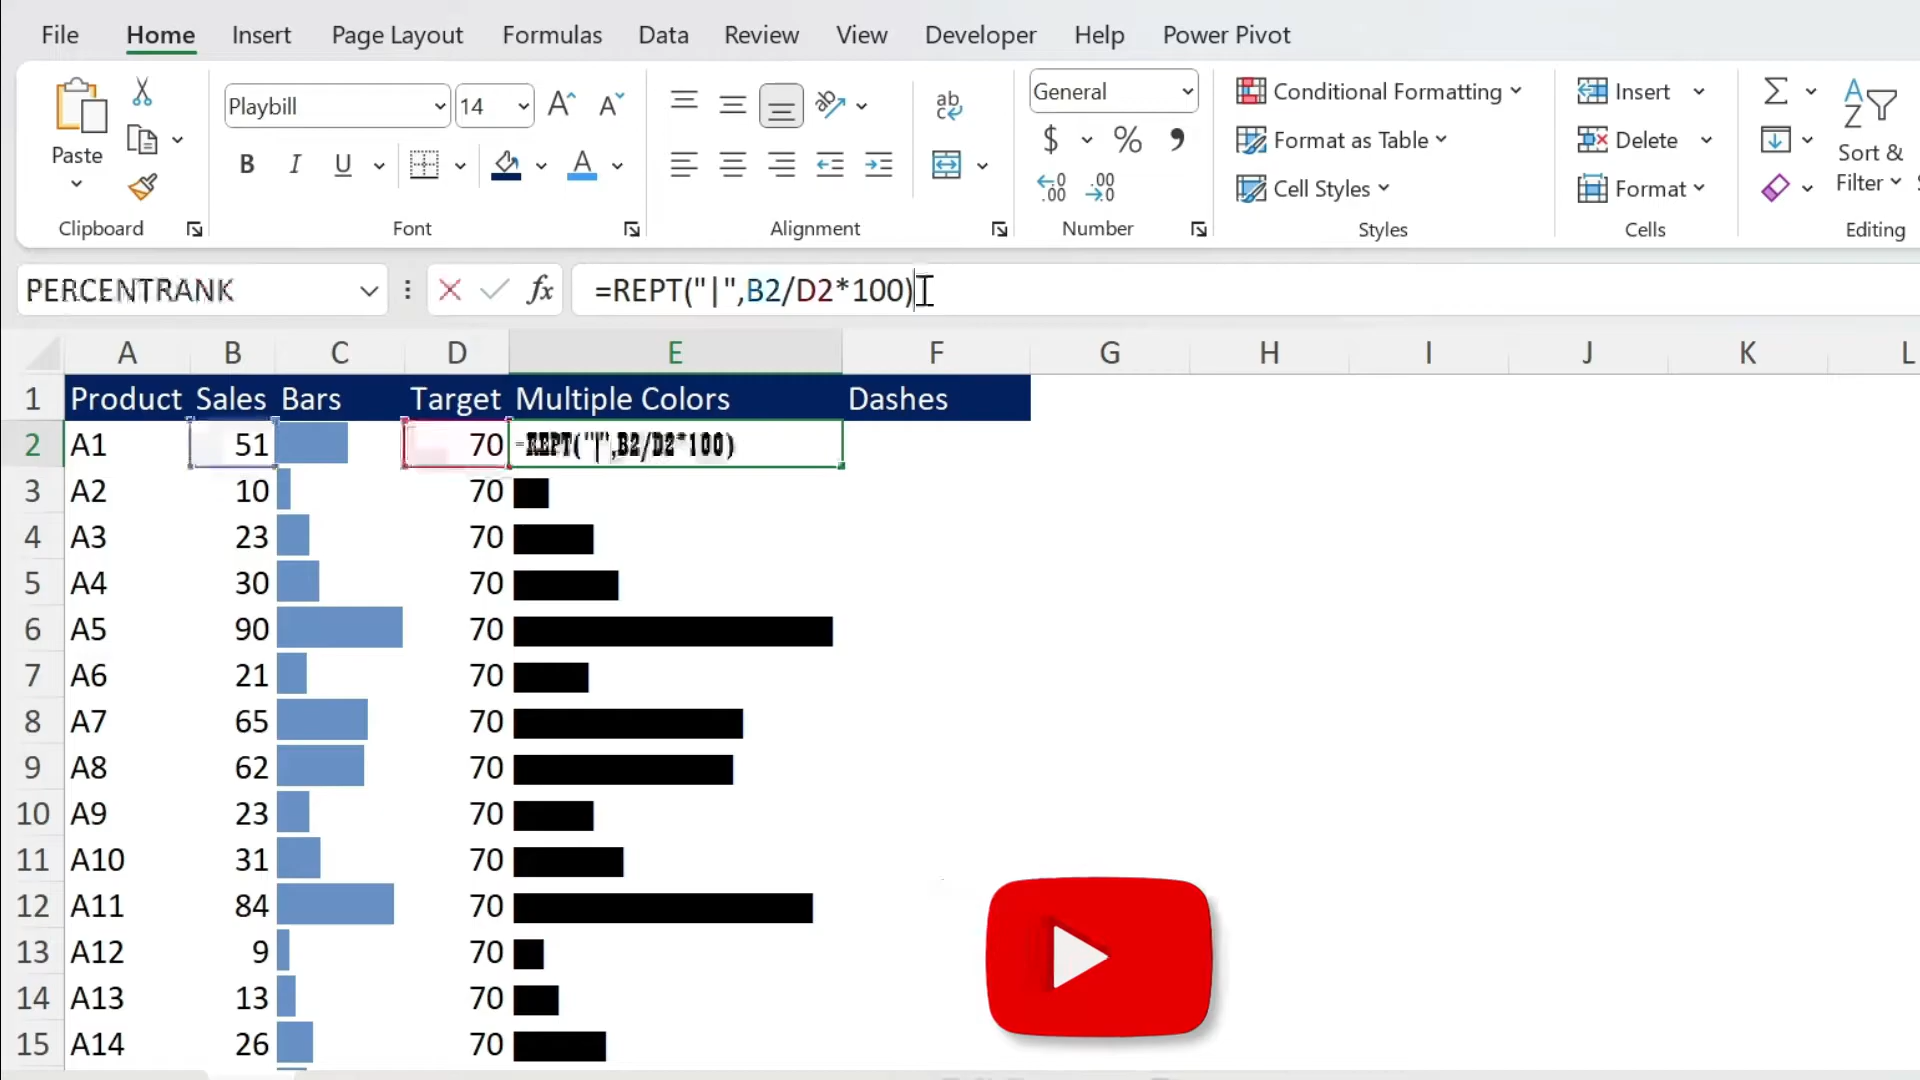 File Home Insert Page Layout Formulas Data Review View Developer Help Power Pivot
Playbill 14 General Conditional Formatting Insert
Paste B I U $ % Format as Table Delete Sort &
Cell Styles Format Filter
Clipboard Font Alignment Number Styles Cells Editing
PERCENTRANK fx =REPT("|",B2/D2*100)
A B C D E F G H I J K L
1 Product Sales Bars Target Multiple Colors Dashes
2 A1 51 70 =REPT("|",B2/D2*100)
3 A2 10 70
4 A3 23 70
5 A4 30 70
6 A5 90 70
7 A6 21 70
8 A7 65 70
9 A8 62 70
10 A9 23 70
11 A10 31 70
12 A11 84 70
13 A12 9 70
14 A13 13 70
15 A14 26 70